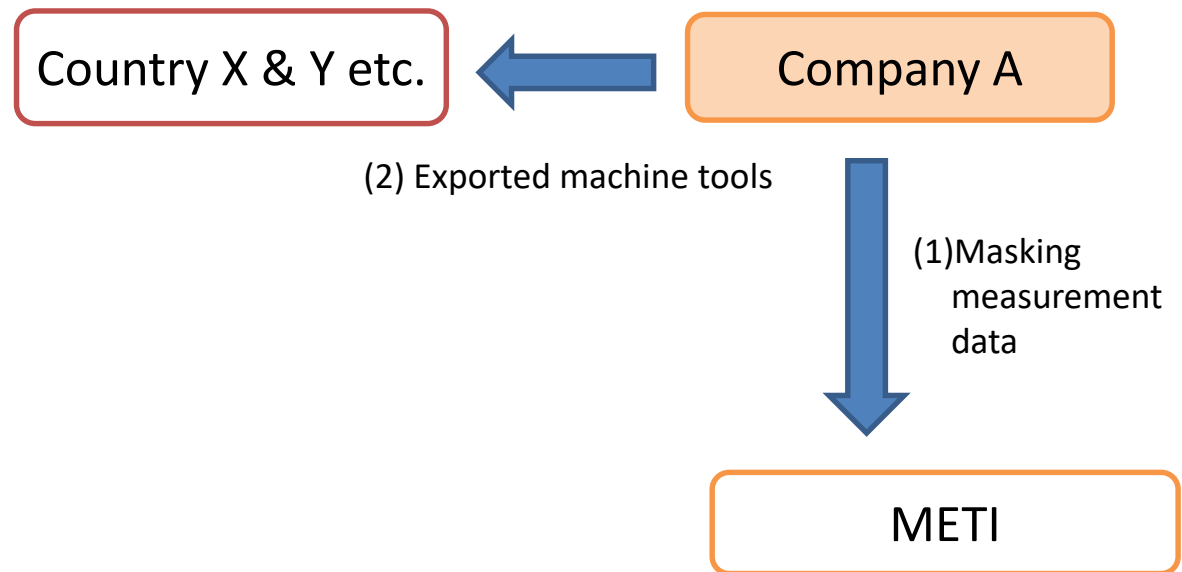 Country X & Y etc.
Company A
(2) Exported machine tools
(1)Masking
measurement
data
METI